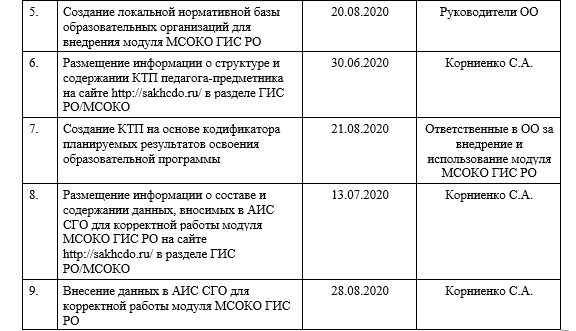 5. Создание локальной нормативной базы 20.08.2020 Руководители ОО
образовательных организаций для
внедрения модуля МСОКО ГИС РО
6. Размещение информации о структуре и 30.06.2020 Корниенко С.А.
содержании КТП педагога-предметника
на сайте http://sakhcdo.ru/ в разделе ГИС
РО/МСОКО
7. Создание КТП на основе кодификатора 21.08.2020 Ответственные в ОО за
планируемых результатов освоения внедрение и
образовательной программы использование модуля
МСОКО ГИС РО
8. Размещение информации о составе и 13.07.2020 Корниенко С.А.
содержании данных, вносимых в АИС
СГО для корректной работы модуля
МСОКО ГИС РО на сайте
http://sakhcdo.ru/ в разделе ГИС
РО/МСОКО
9. Внесение данных в АИС СГО для 28.08.2020 Корниенко С.А.
корректной работы модуля МСОКО ГИС
РО